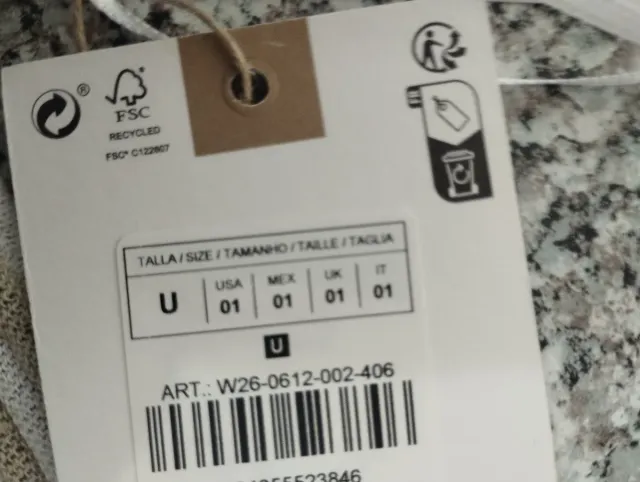 ®
FSC
RECYCLED
FSC® C122607
TALLA / SIZE / TAMANHO / TAILLE / TAGLIA
U USA 01 MEX 01 UK 01 IT 01
U
ART.: W26-0612-002-406